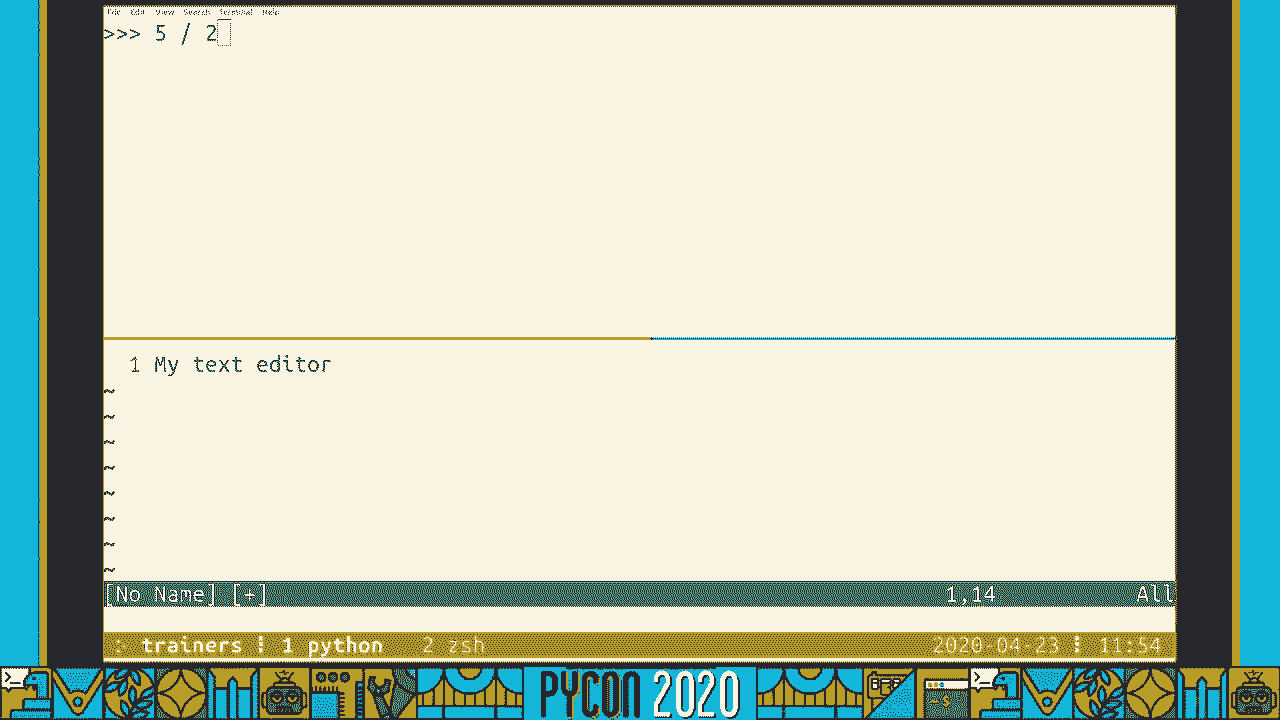 File Edit View Search Terminal Help
>>> 5 / 2
1 My text editor
~
~
~
~
~
~
~
~
[No Name] [+] 1,14 All
trainers ⁞ 1 python 2 zsh 2020-04-23 ⁞ 11:54
PYCON 2020